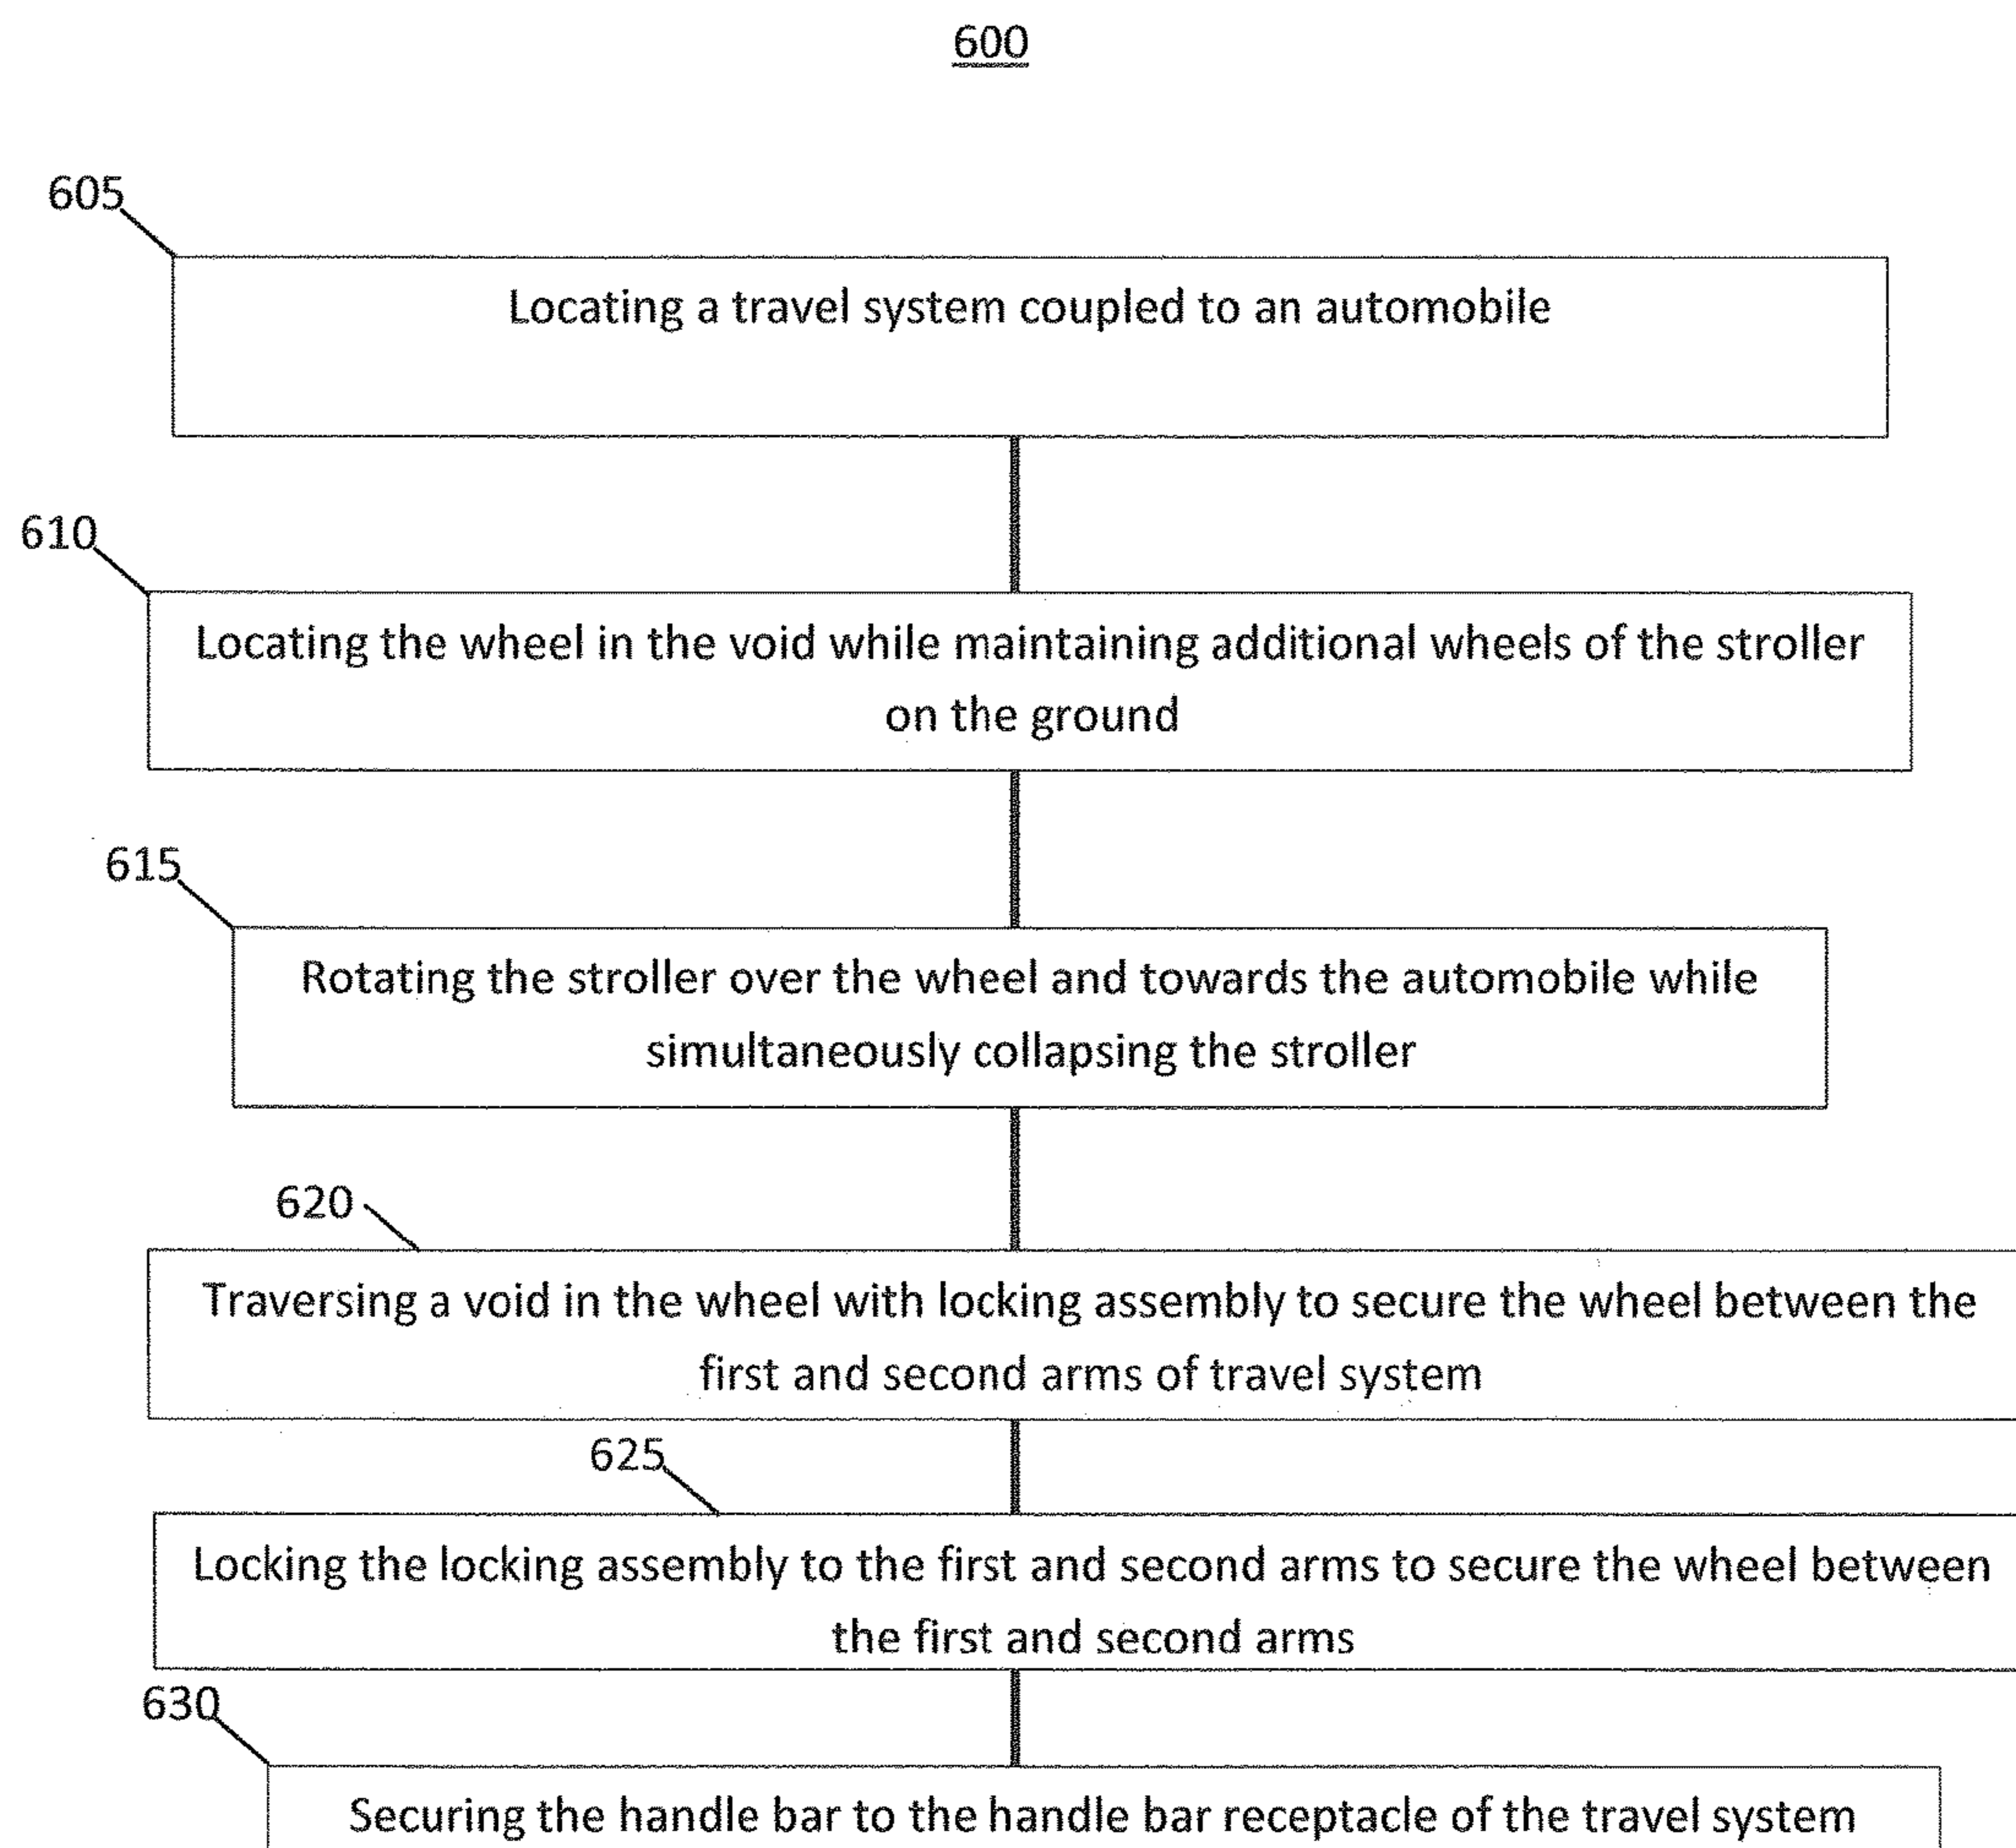 600
605
Locating a travel system coupled to an automobile
610
Locating the wheel in the void while maintaining additional wheels of the stroller
on the ground
615
Rotating the stroller over the wheel and towards the automobile while
simultaneously collapsing the stroller
620
Traversing a void in the wheel with locking assembly to secure the wheel between the
first and second arms of travel system
625
Locking the locking assembly to the first and second arms to secure the wheel between
the first and second arms
630
Securing the handle bar to the handle bar receptacle of the travel system